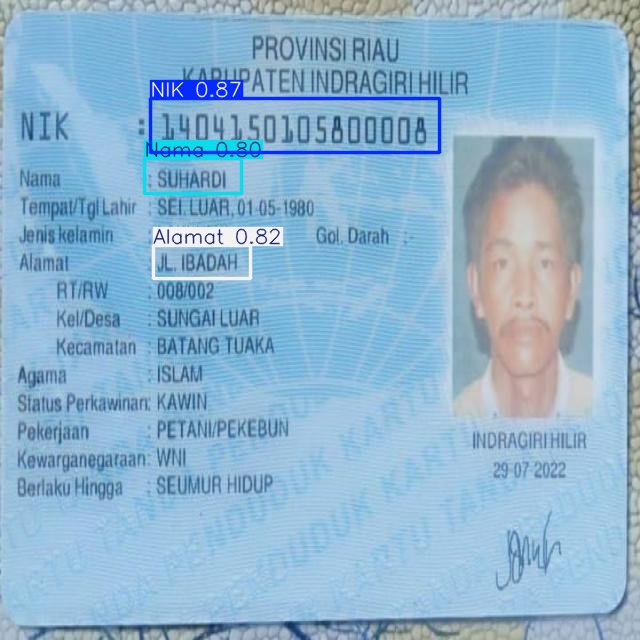 PROVINSI RIAU
KABUPATEN INDRAGIRI HILIR
NIK 0.87
NIK : 1404150105800008
Nama 0.80
Nama : SUHARDI
Tempat/Tgl Lahir : SEI. LUAR, 01-05-1980
Jenis kelamin Gol. Darah :-
Alamat 0.82
Alamat : JL. IBADAH
RT/RW : 008/002
Kel/Desa : SUNGAI LUAR
Kecamatan : BATANG TUAKA
Agama : ISLAM
Status Perkawinan: KAWIN
Pekerjaan : PETANI/PEKEBUN
Kewarganegaraan: WNI
Berlaku Hingga : SEUMUR HIDUP
INDRAGIRI HILIR
29-07-2022